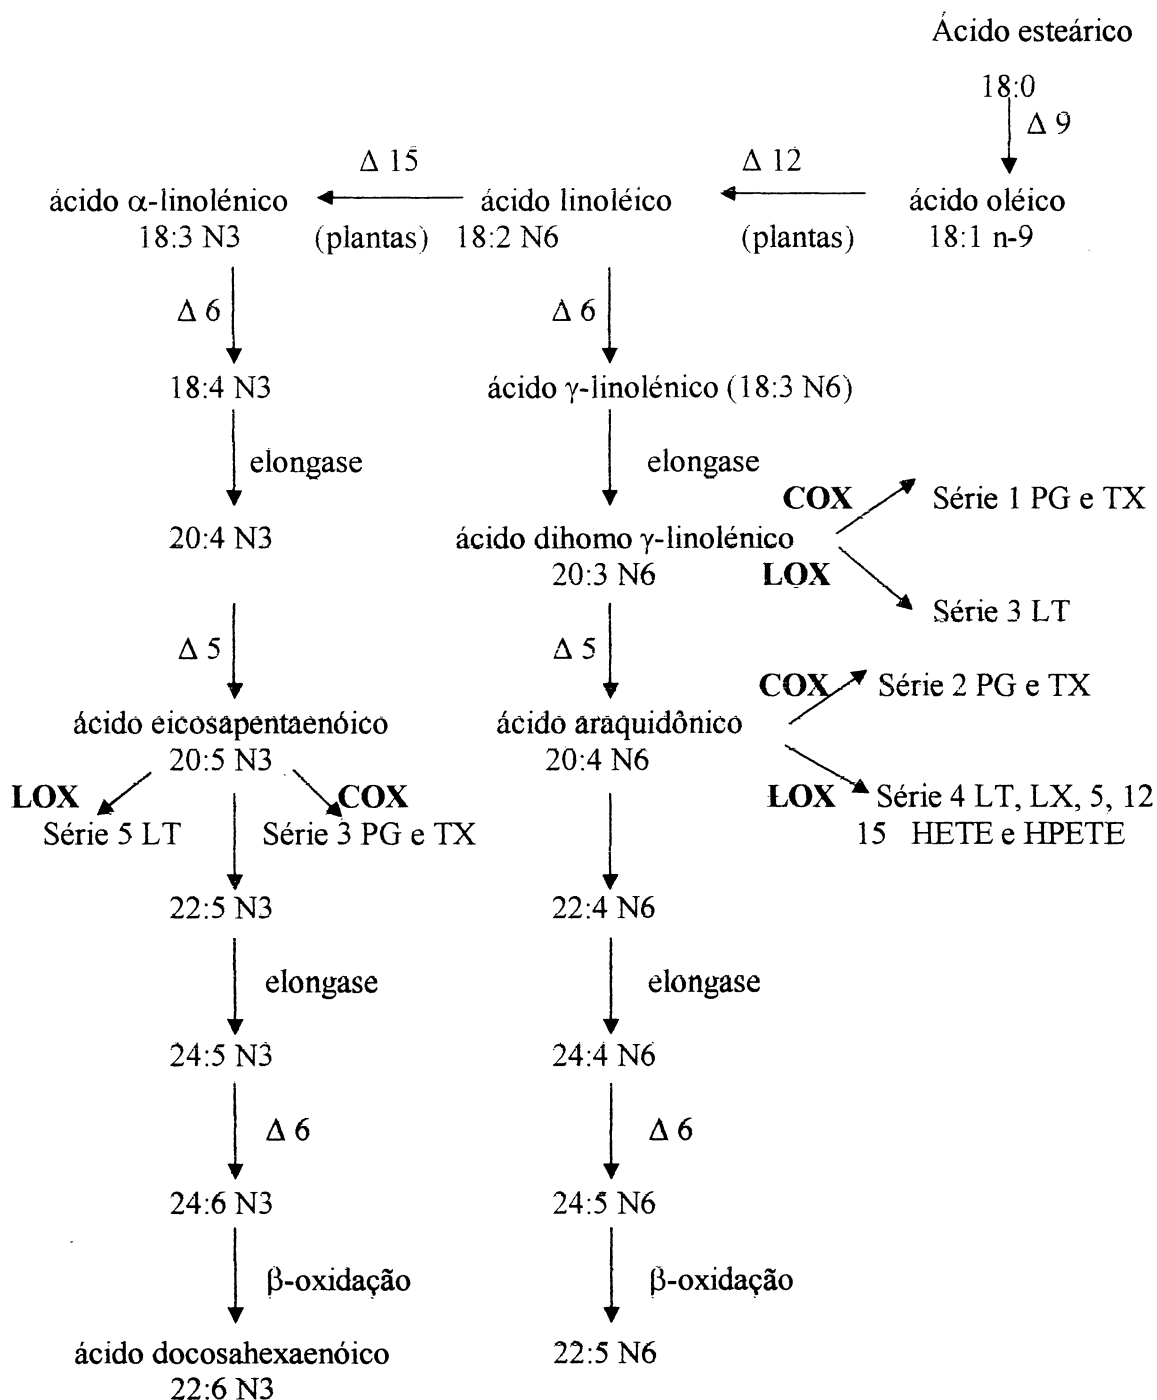 Ácido esteárico
18:0
Δ 9
Δ 15
Δ 12
ácido α-linolénico
ácido linoléico
ácido oléico
18:3 N3
(plantas)
18:2 N6
(plantas)
18:1 n-9
Δ 6
Δ 6
18:4 N3
ácido γ-linolénico (18:3 N6)
elongase
elongase
COX
Série 1 PG e TX
20:4 N3
ácido dihomo γ-linolénico
20:3 N6
LOX
Série 3 LT
Δ 5
Δ 5
COX
Série 2 PG e TX
ácido eicosapentaenóico
ácido araquidônico
20:5 N3
20:4 N6
LOX
COX
LOX
Série 4 LT, LX, 5, 12
Série 5 LT
Série 3 PG e TX
15 HETE e HPETE
22:5 N3
22:4 N6
elongase
elongase
24:5 N3
24:4 N6
Δ 6
Δ 6
24:6 N3
24:5 N6
β-oxidação
β-oxidação
ácido docosahexaenóico
22:5 N6
22:6 N3